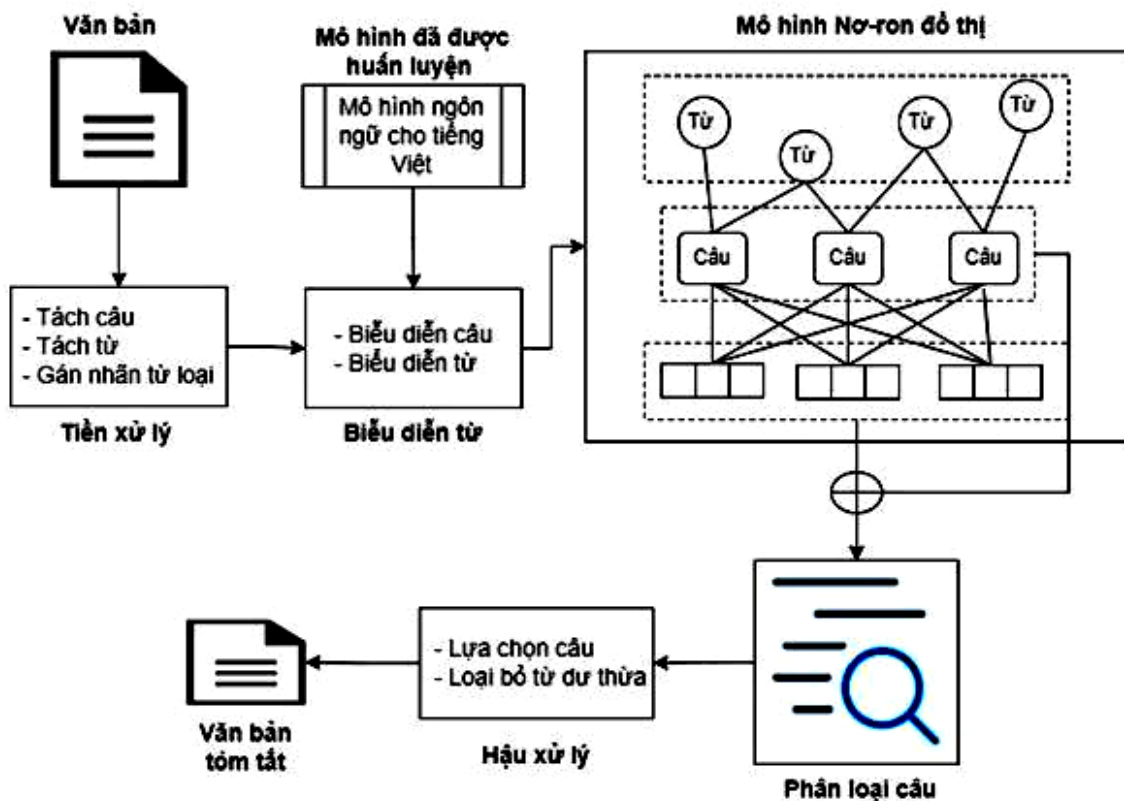 Văn bản
Mô hình đã được
huấn luyện
Mô hình ngôn
ngữ cho tiếng
Việt
Mô hình Nơ-ron đồ thị
Từ
Từ
Từ
Từ
Câu
Câu
Câu
- Tách câu
- Tách từ
- Gán nhãn từ loại
Tiền xử lý
- Biểu diễn câu
- Biểu diễn từ
Biểu diễn từ
- Lựa chọn câu
- Loại bỏ từ dư thừa
Hậu xử lý
Văn bản
tóm tắt
Phân loại câu